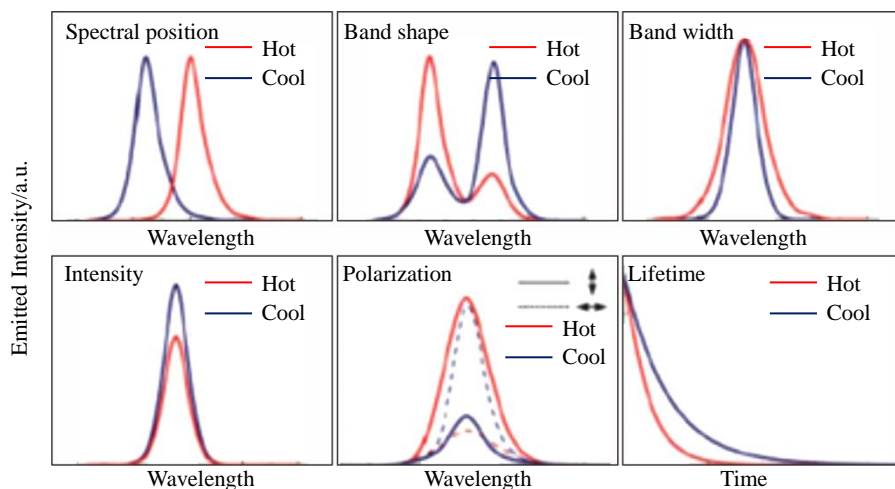 Spectral position
Hot
Cool
Band shape
Hot
Cool
Band width
Hot
Cool
Wavelength
Wavelength
Wavelength
Emitted Intensity/a.u.
Intensity
Hot
Cool
Polarization
Hot
Cool
Lifetime
Hot
Cool
Wavelength
Wavelength
Time